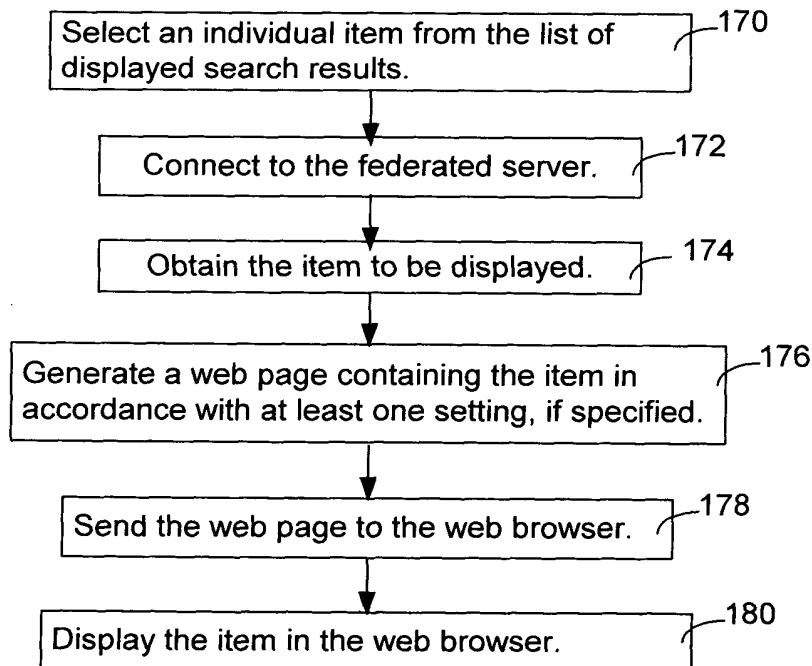 Select an individual item from the list of
displayed search results.
170
Connect to the federated server.
172
Obtain the item to be displayed.
174
Generate a web page containing the item in
accordance with at least one setting, if specified.
176
Send the web page to the web browser.
178
Display the item in the web browser.
180